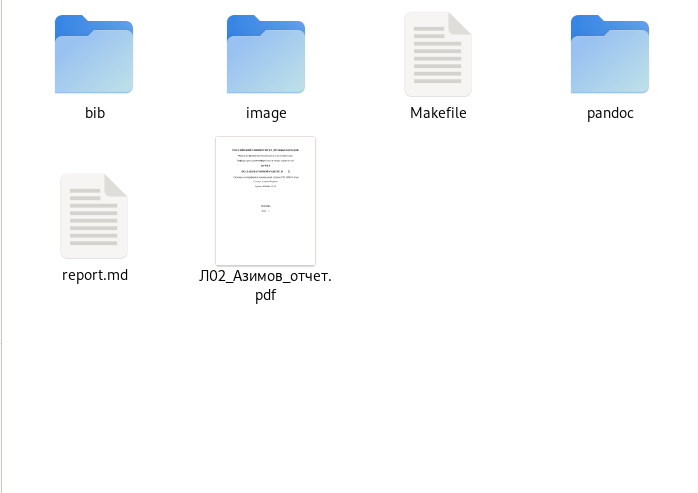 bib
image
Makefile
pandoc
report.md
Л02_Азимов_отчет.
pdf